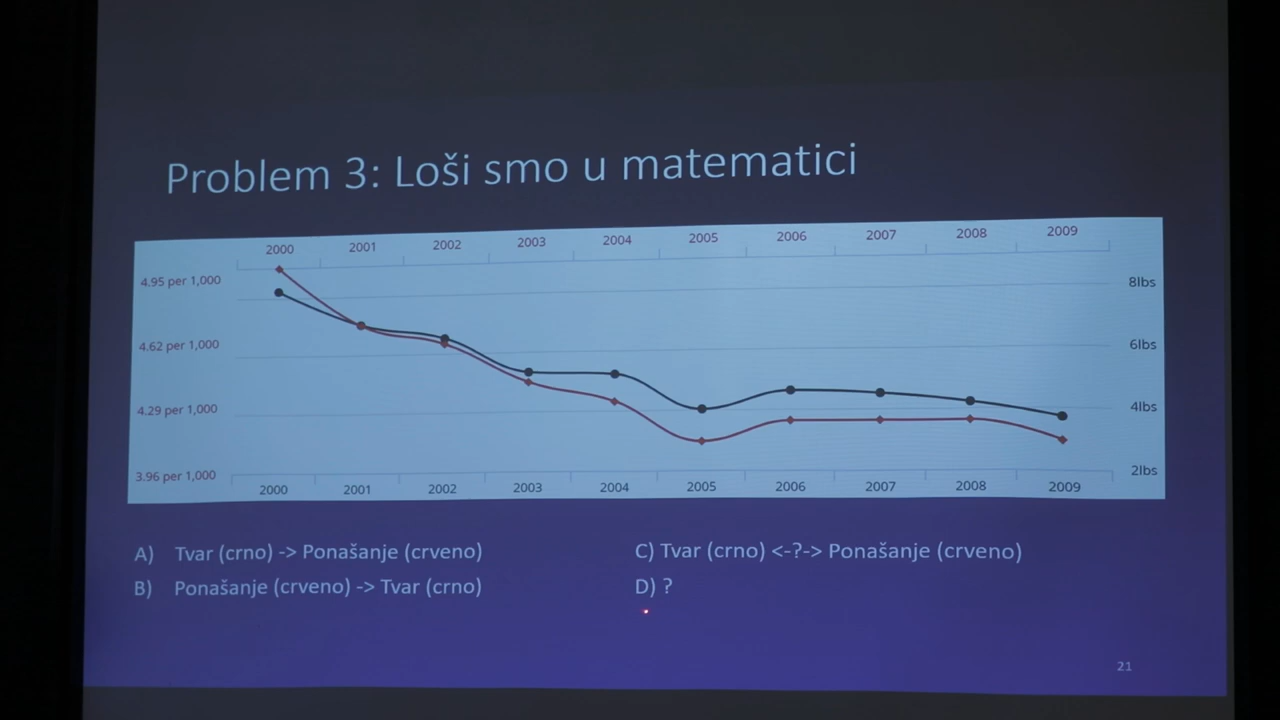 Problem 3: Loši smo u matematici
2000 2001 2002 2003 2004 2005 2006 2007 2008 2009
4.95 per 1,000 8lbs
4.62 per 1,000 6lbs
4.29 per 1,000 4lbs
3.96 per 1,000 2lbs
2000 2001 2002 2003 2004 2005 2006 2007 2008 2009
A) Tvar (crno) -> Ponašanje (crveno)
B) Ponašanje (crveno) -> Tvar (crno)
C) Tvar (crno) <-?-> Ponašanje (crveno)
D) ?
21